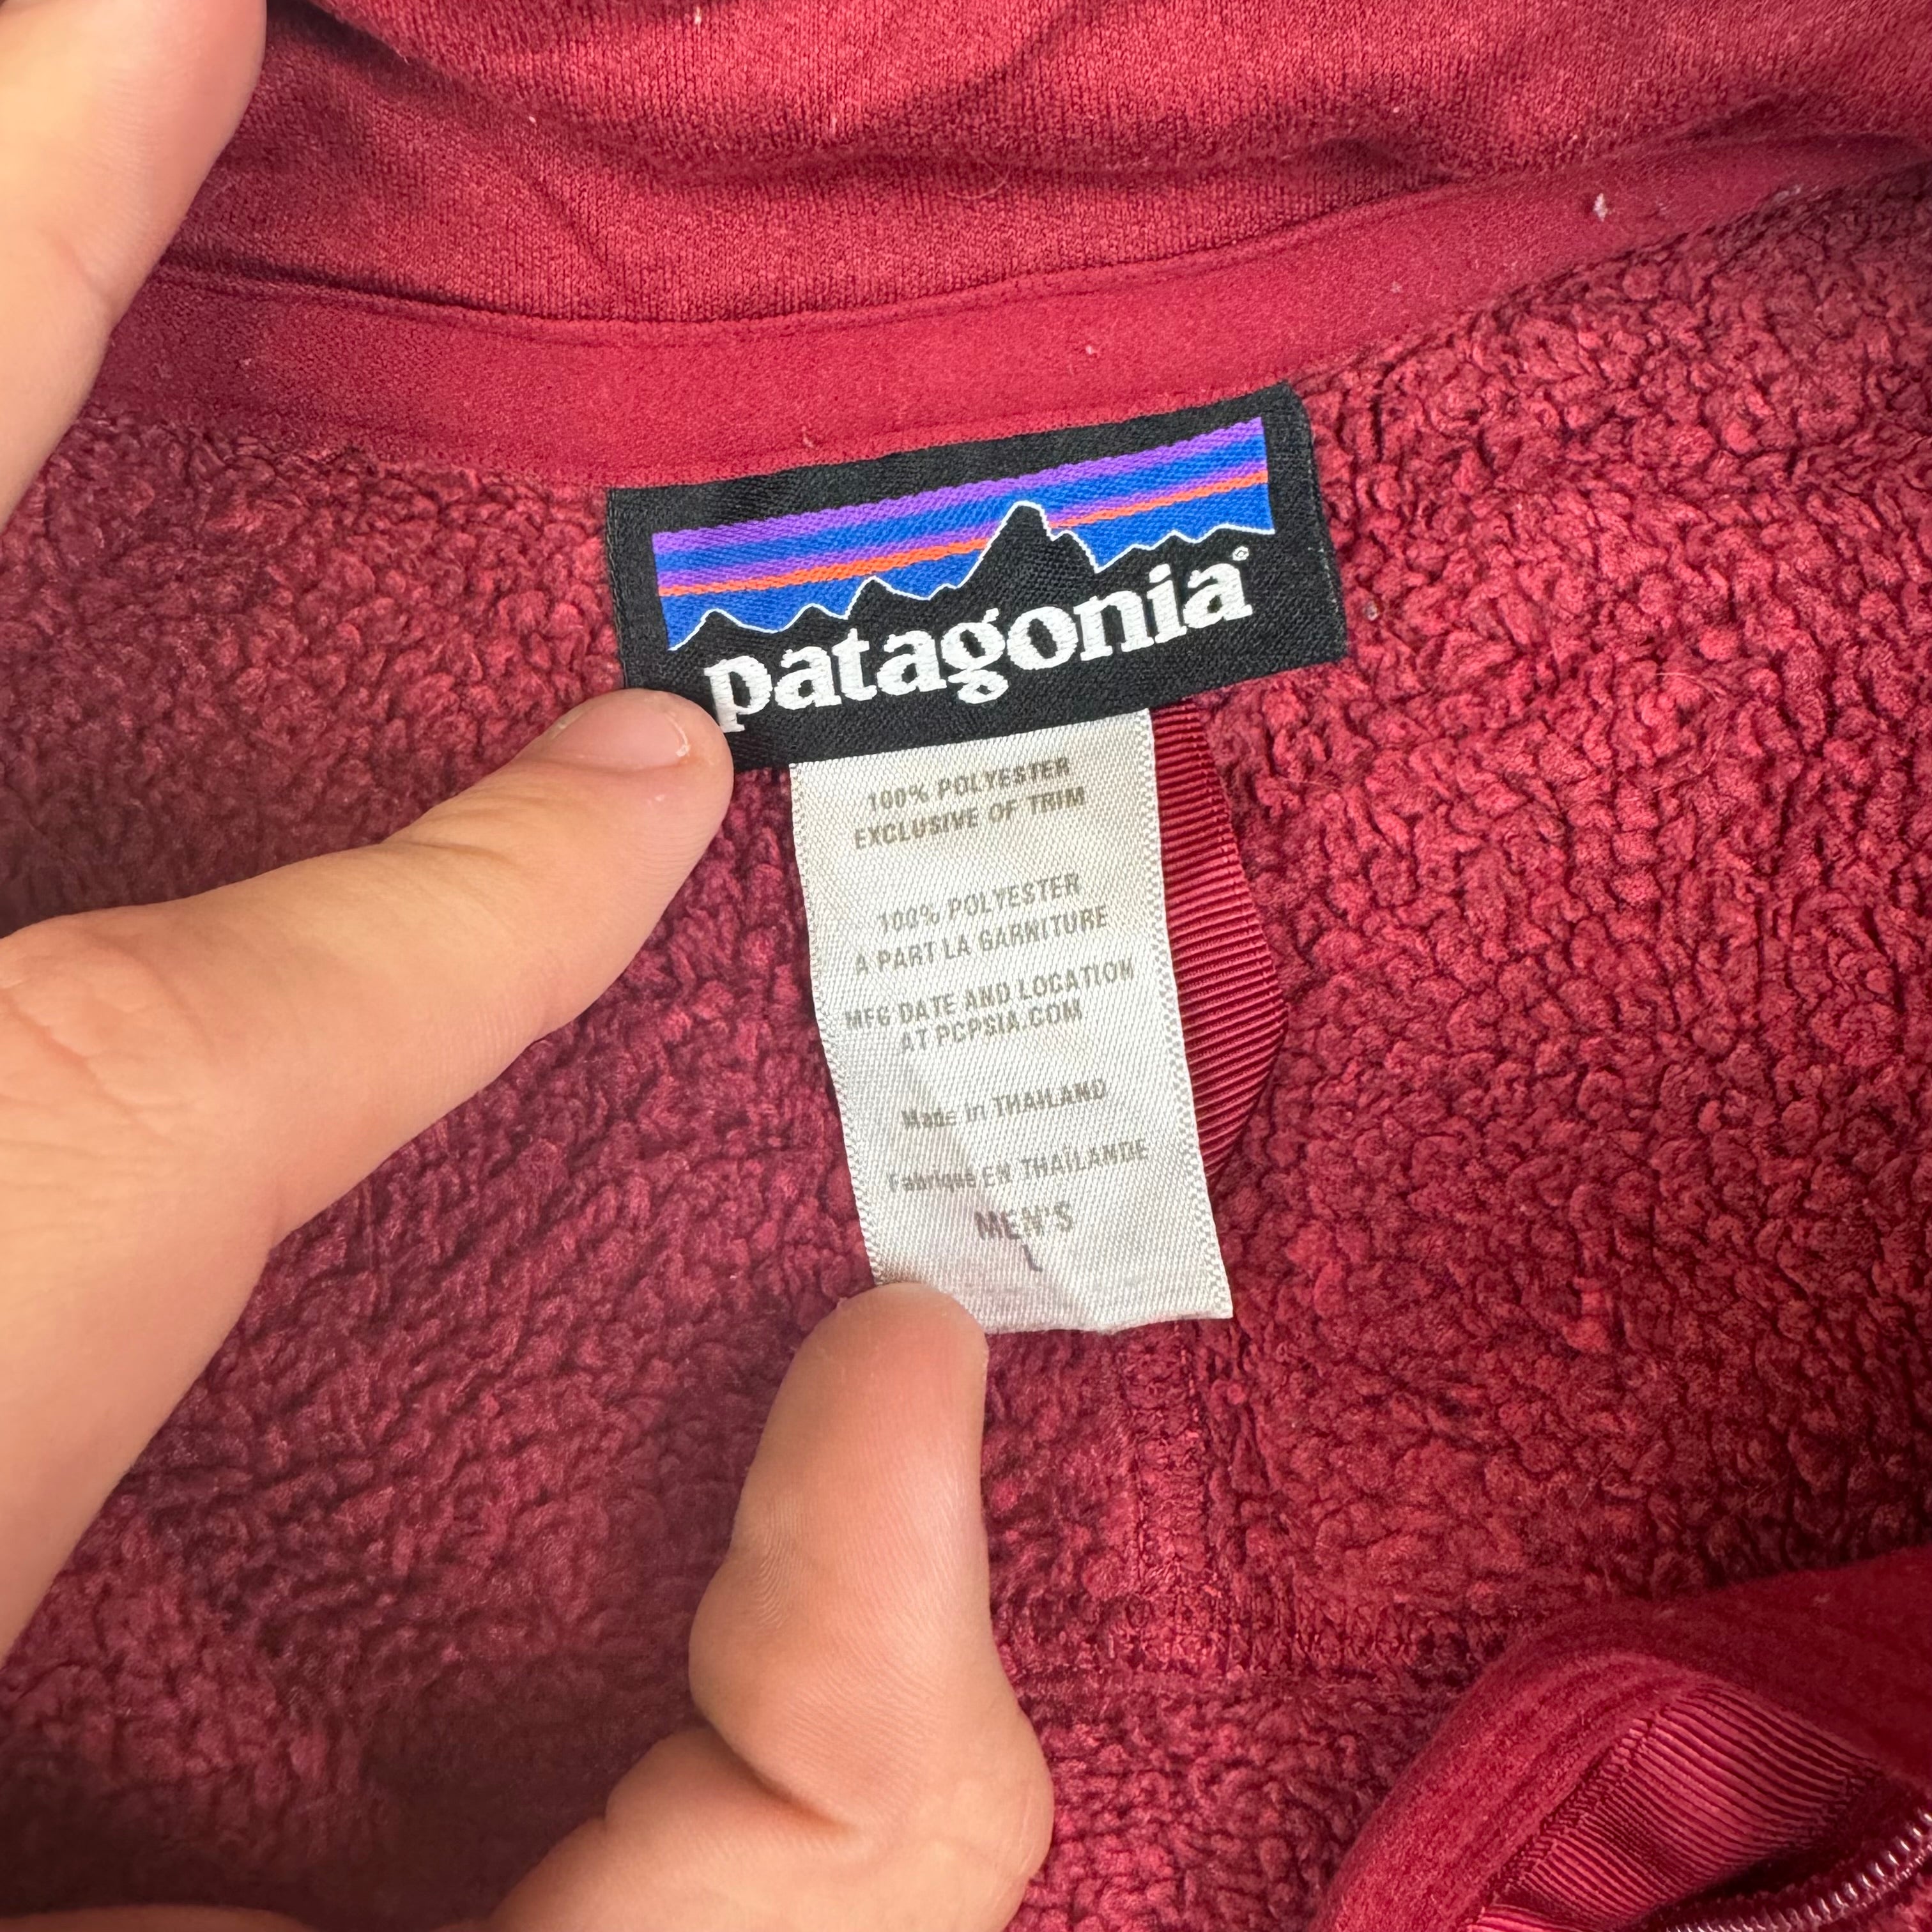 patagonia®
100% POLYESTER
EXCLUSIVE OF TRIM
100% POLYESTER
A PART LA GARNITURE
MFG DATE AND LOCATION
AT PCPSIA.COM
Made in THAILAND
Fabriqué EN THAÏLANDE
MEN'S
L